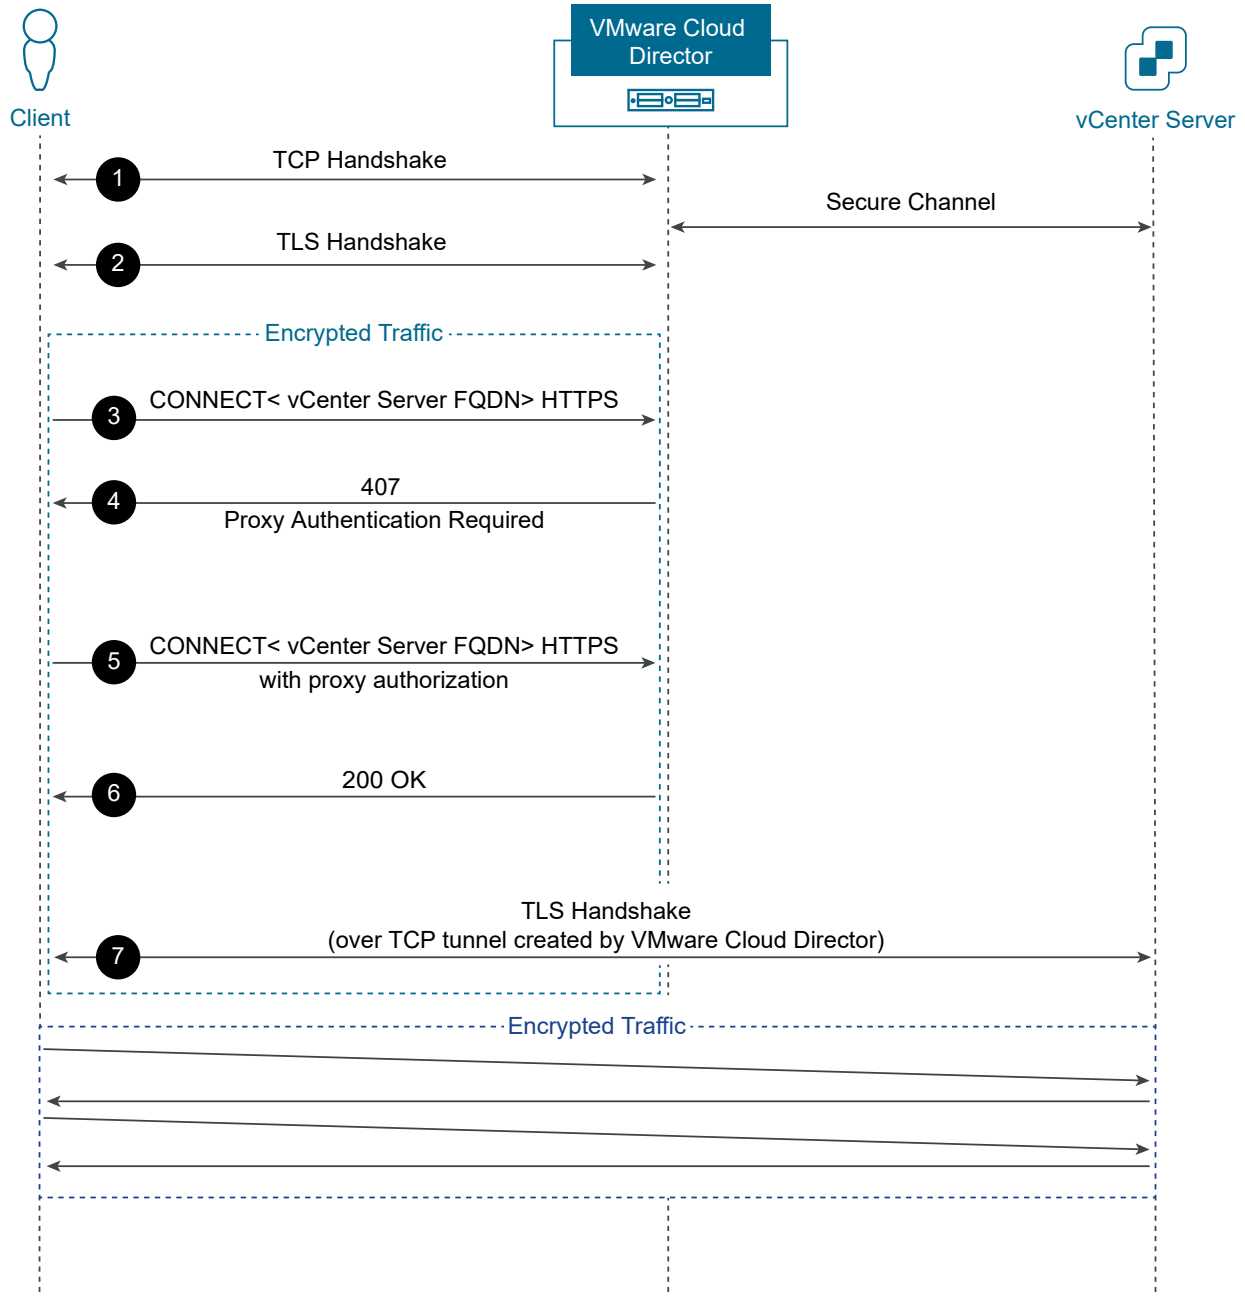 VMware Cloud
Director
Client
vCenter Server
TCP Handshake
1
Secure Channel
TLS Handshake
2
Encrypted Traffic
CONNECT< vCenter Server FQDN> HTTPS
3
407
4
Proxy Authentication Required
CONNECT< vCenter Server FQDN> HTTPS
5
with proxy authorization
200 OK
6
TLS Handshake
(over TCP tunnel created by VMware Cloud Director)
7
Encrypted Traffic